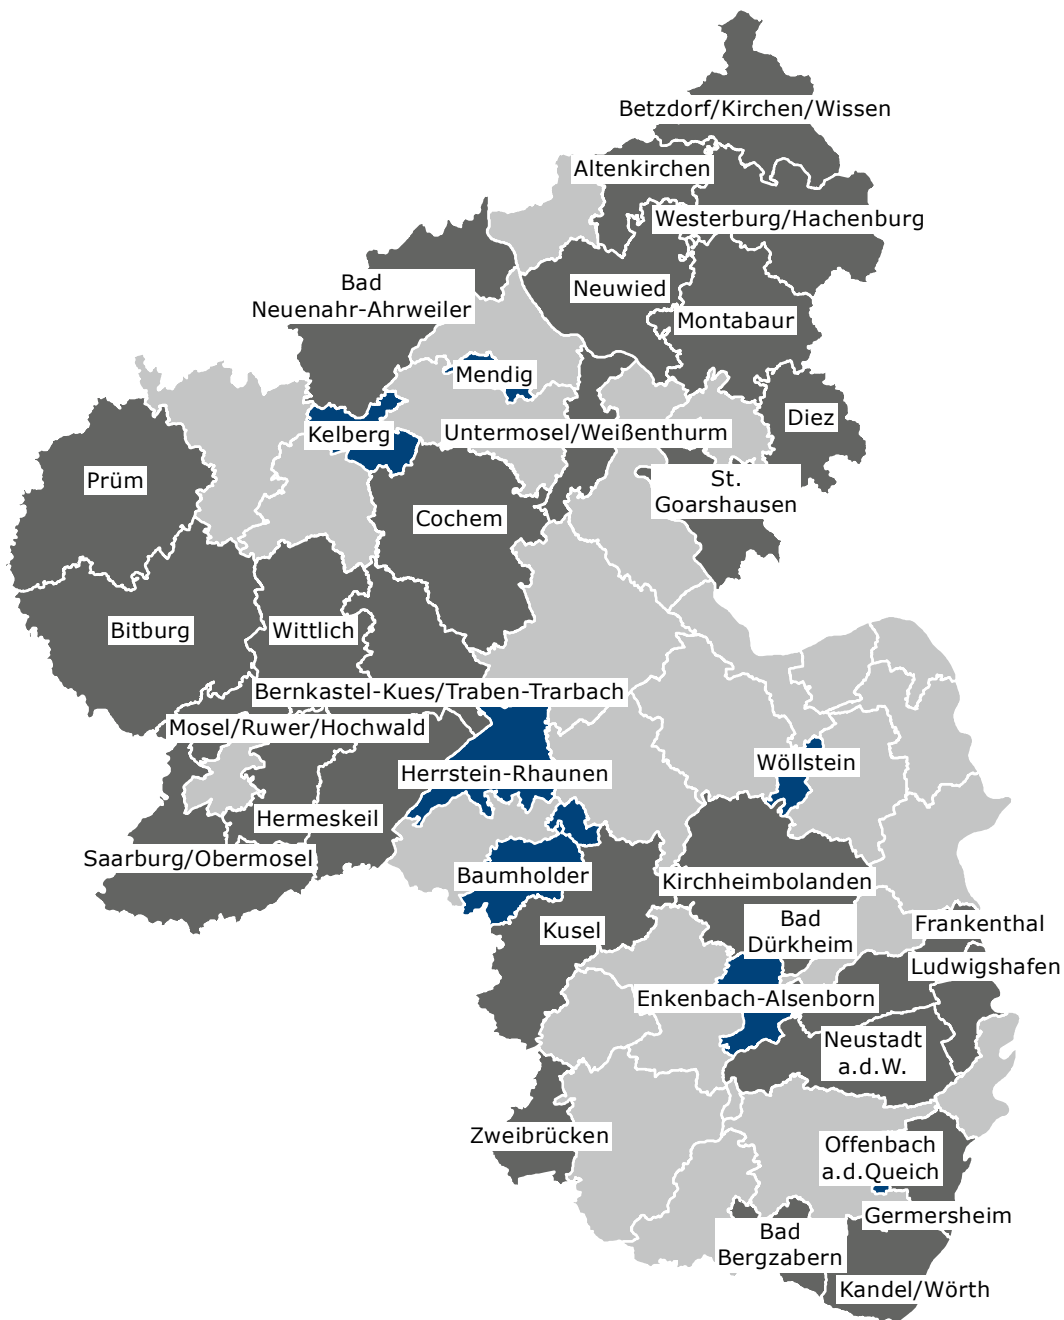 Betzdorf/Kirchen/Wissen
Altenkirchen
Westerburg/Hachenburg
Bad
Neuenahr-Ahrweiler
Neuwied
Montabaur
Mendig
Diez
Kelberg
Untermosel/Weißenthurm
Prüm
St.
Goarshausen
Cochem
Bitburg
Wittlich
Bernkastel-Kues/Traben-Trarbach
Mosel/Ruwer/Hochwald
Herrstein-Rhaunen
Wöllstein
Hermeskeil
Saarburg/Obermosel
Baumholder
Kirchheimbolanden
Kusel
Bad
Dürkheim
Frankenthal
Ludwigshafen
Enkenbach-Alsenborn
Neustadt
a.d.W.
Zweibrücken
Offenbach
a.d.Queich
Germersheim
Bad
Bergzabern
Kandel/Wörth